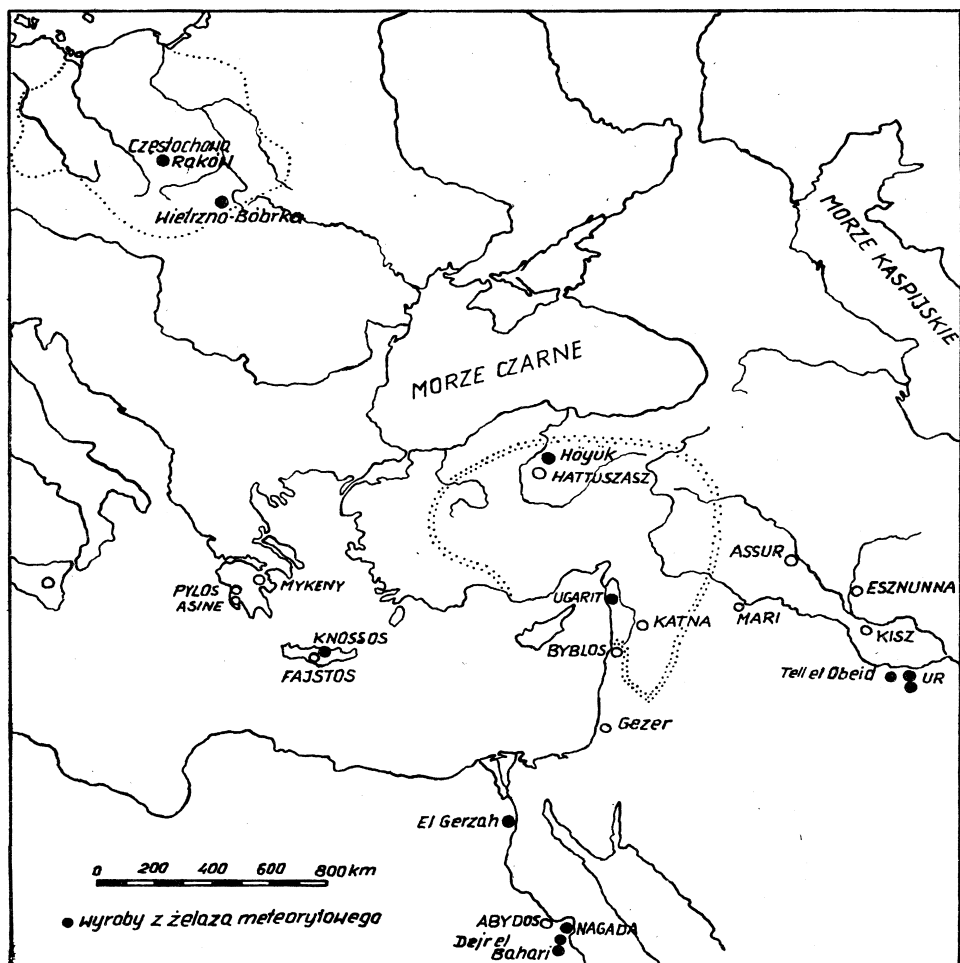 Częstochowa
Raków
Wietrzno-Bobrka
MORZE KASPIJSKIE
MORZE CZARNE
Höyük
HATTUSZASZ
ASSUR
ESZNUNNA
PYLOS
ASINE
MYKENY
UGARIT
KATNA
MARI
KISZ
KNOSSOS
FAJSTOS
BYBLOS
Tell el Obeid
UR
Gezer
El Gerzah
0 200 400 600 800 km
wyroby z żelaza meteorytowego
ABYDOS
NAGADA
Dejr el
Bahari